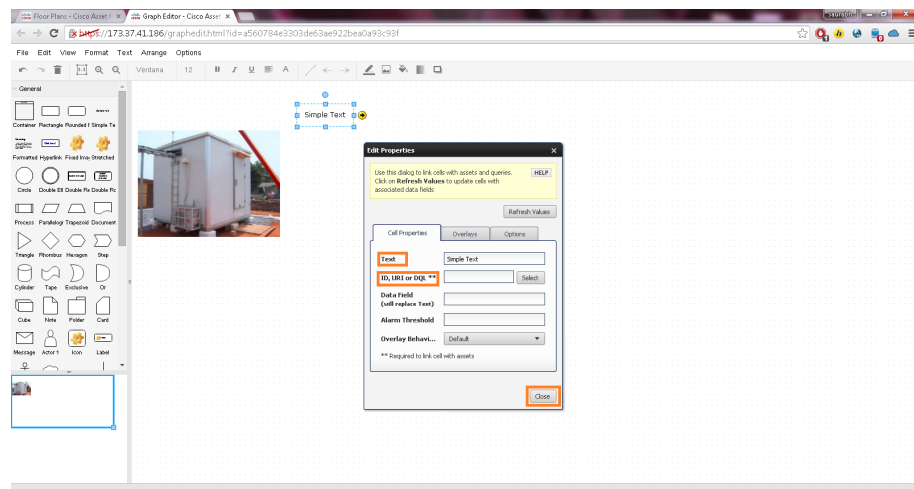 Floor Plans - Cisco Asset
Graph Editor - Cisco Asset
saurabh
https://173.37.41.186/graphedit.html?id=a560784e3303de63ae922bea0a93c93f
File Edit View Format Text Arrange Options
Verdana 12 B I U A
General
Container Rectangle Rounded Simple Te
Formatted Hyperlink Fixed Ima Stretched
Circle Double Ell Double Re Double Ro
Process Parallelogr Trapezoid Document
Triangle Rhombus Hexagon Step
Cylinder Tape Exclusive Or
Cube Note Folder Card
Message Actor 1 Icon Label
Simple Text
Edit Properties
Use this dialog to link cells with assets and queries.
Click on Refresh Values to update cells with
associated data fields
HELP
Refresh Values
Cell Properties Overlays Options
Text Simple Text
ID, URI or DQL ** Select
Data Field
(will replace Text)
Alarm Threshold
Overlay Behavi... Default
** Required to link cell with assets
Close